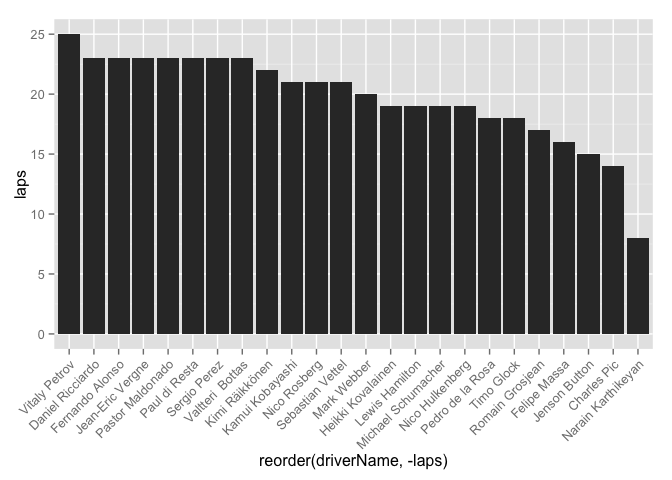 25
20
15
10
5
0
laps
Vitaly Petrov
Daniel Ricciardo
Fernando Alonso
Jean-Eric Vergne
Pastor Maldonado
Paul di Resta
Sergio Perez
Valtteri  Bottas
Kimi Räikkönen
Kamui Kobayashi
Nico Rosberg
Sebastian Vettel
Mark Webber
Heikki Kovalainen
Lewis Hamilton
Michael Schumacher
Nico Hulkenberg
Pedro de la Rosa
Timo Glock
Romain Grosjean
Felipe Massa
Jenson Button
Charles Pic
Narain Karthikeyan
reorder(driverName, -laps)